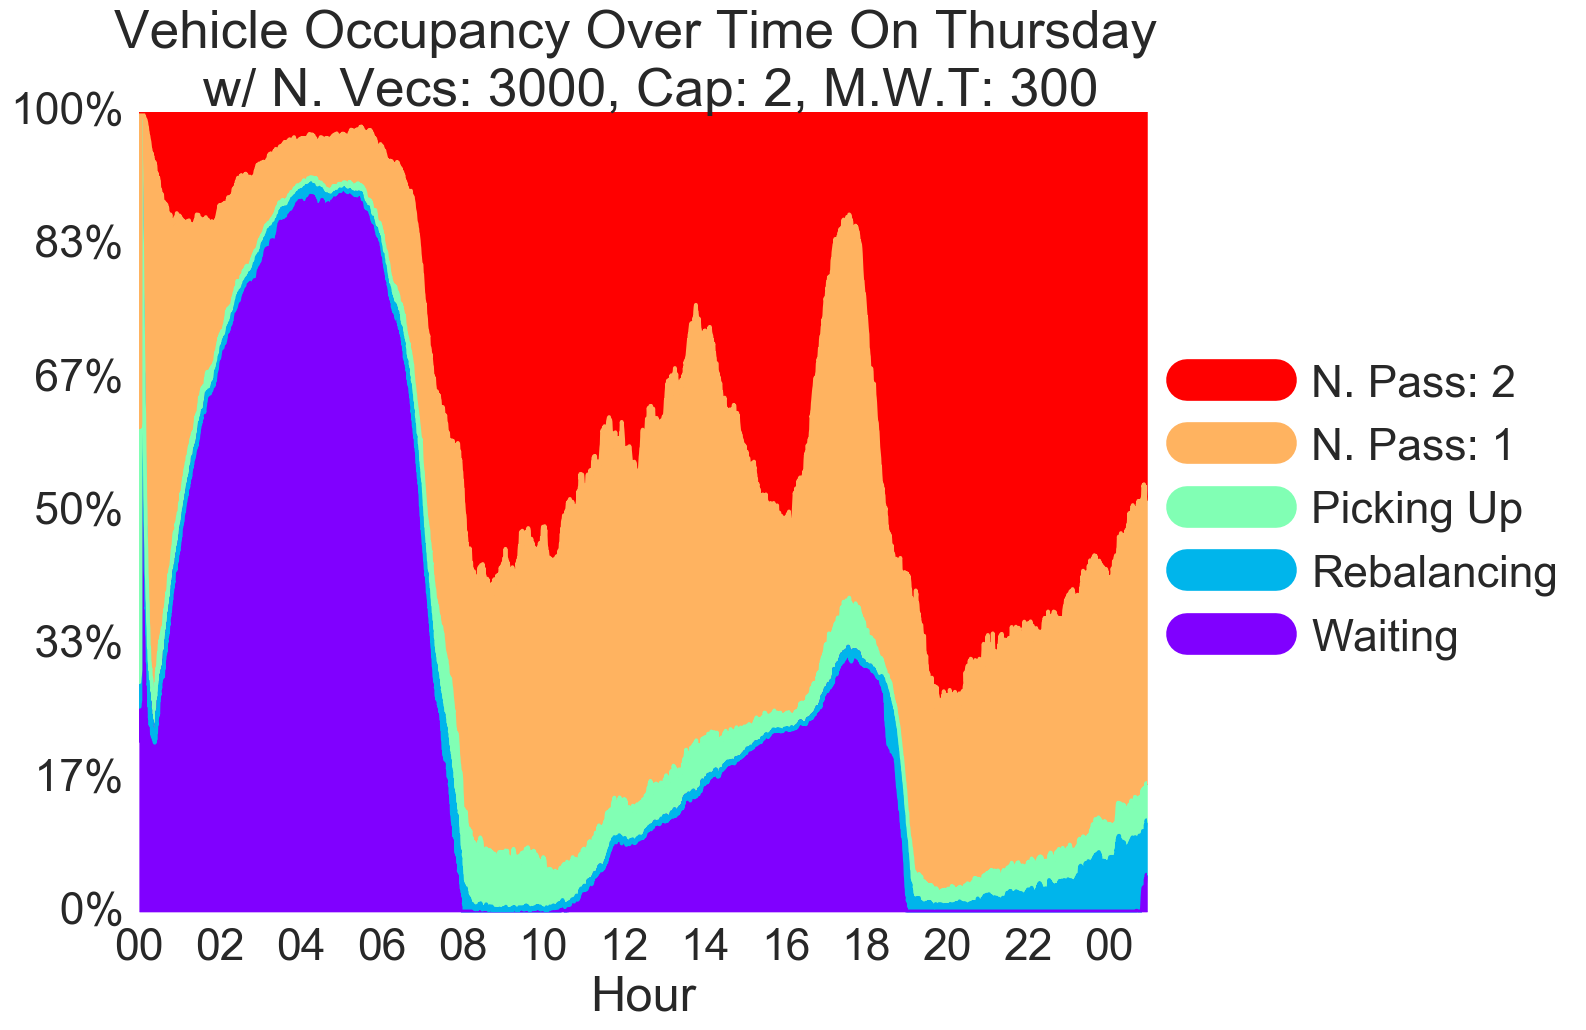 Vehicle Occupancy Over Time On Thursday
w/ N. Vecs: 3000, Cap: 2, M.W.T: 300
100%
83%
67%
50%
33%
17%
0%
00 02 04 06 08 10 12 14 16 18 20 22 00
Hour
N. Pass: 2
N. Pass: 1
Picking Up
Rebalancing
Waiting